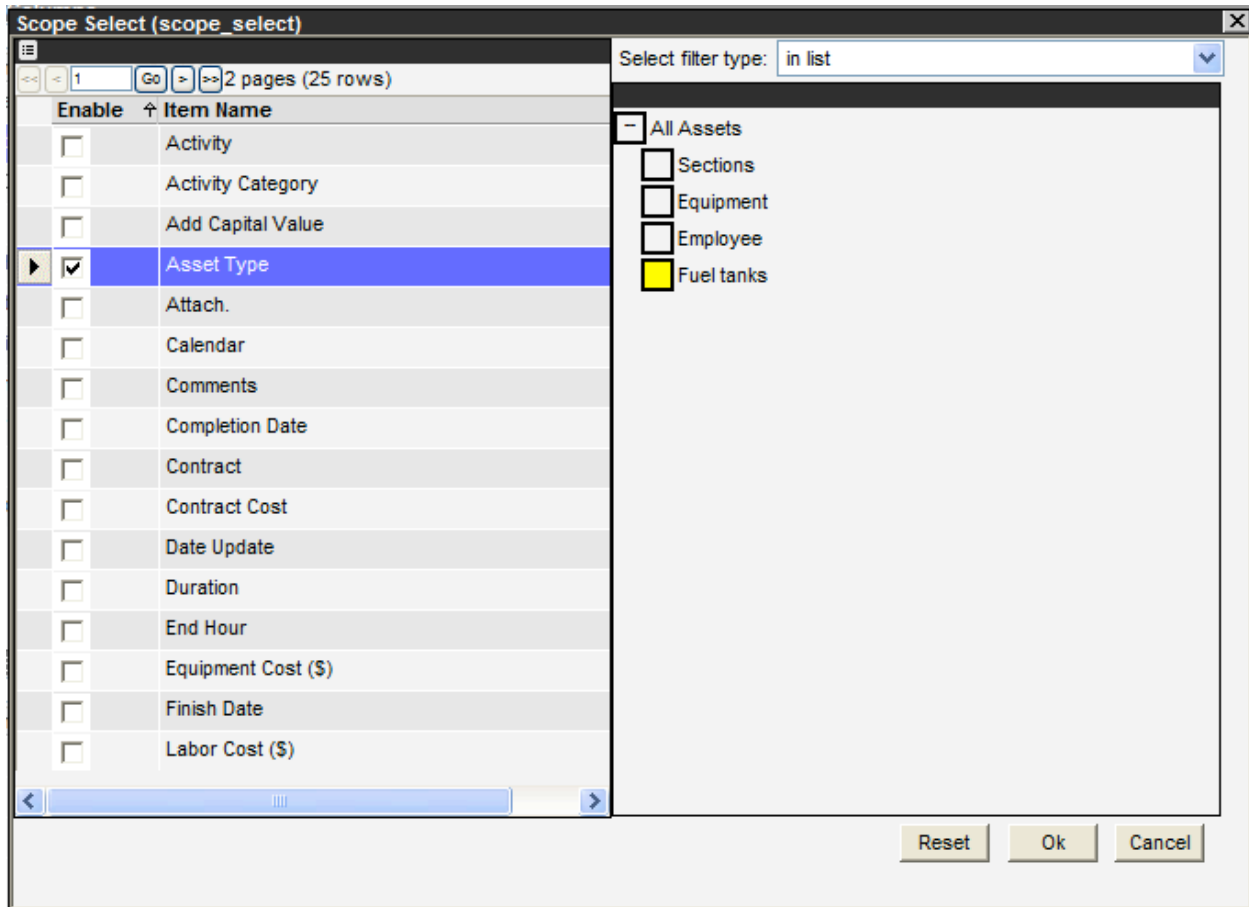 Scope Select (scope_select)
<< < 1 Go > >> 2 pages (25 rows)
Enable Item Name
Activity
Activity Category
Add Capital Value
Asset Type
Attach.
Calendar
Comments
Completion Date
Contract
Contract Cost
Date Update
Duration
End Hour
Equipment Cost ($)
Finish Date
Labor Cost ($)
Select filter type: in list
All Assets
Sections
Equipment
Employee
Fuel tanks
Reset Ok Cancel